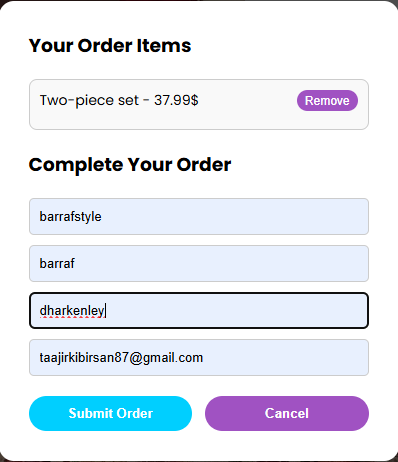 Your Order Items
Two-piece set - 37.99$ Remove
Complete Your Order
barrafstyle
barraf
dharkenley
taajirkibirsan87@gmail.com
Submit Order Cancel